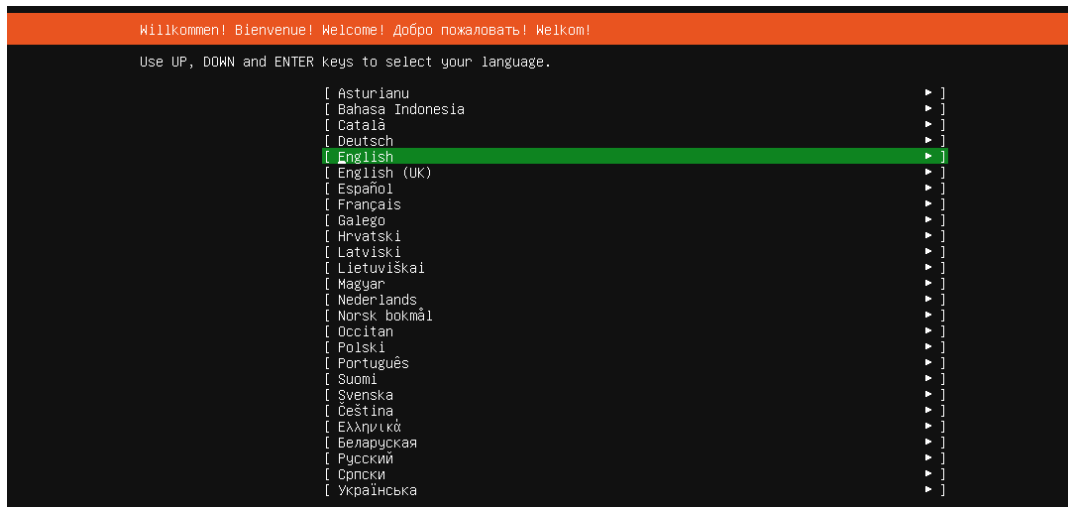 Willkommen! Bienvenue! Welcome! Добро пожаловать! Welkom!
Use UP, DOWN and ENTER keys to select your language.
[ Asturianu ► ]
[ Bahasa Indonesia ► ]
[ Català ► ]
[ Deutsch ► ]
[ English ► ]
[ English (UK) ► ]
[ Español ► ]
[ Français ► ]
[ Galego ► ]
[ Hrvatski ► ]
[ Latviski ► ]
[ Lietuviškai ► ]
[ Magyar ► ]
[ Nederlands ► ]
[ Norsk bokmål ► ]
[ Occitan ► ]
[ Polski ► ]
[ Português ► ]
[ Suomi ► ]
[ Svenska ► ]
[ Čeština ► ]
[ Ελληνικά ► ]
[ Беларуская ► ]
[ Русский ► ]
[ Српски ► ]
[ Українська ► ]